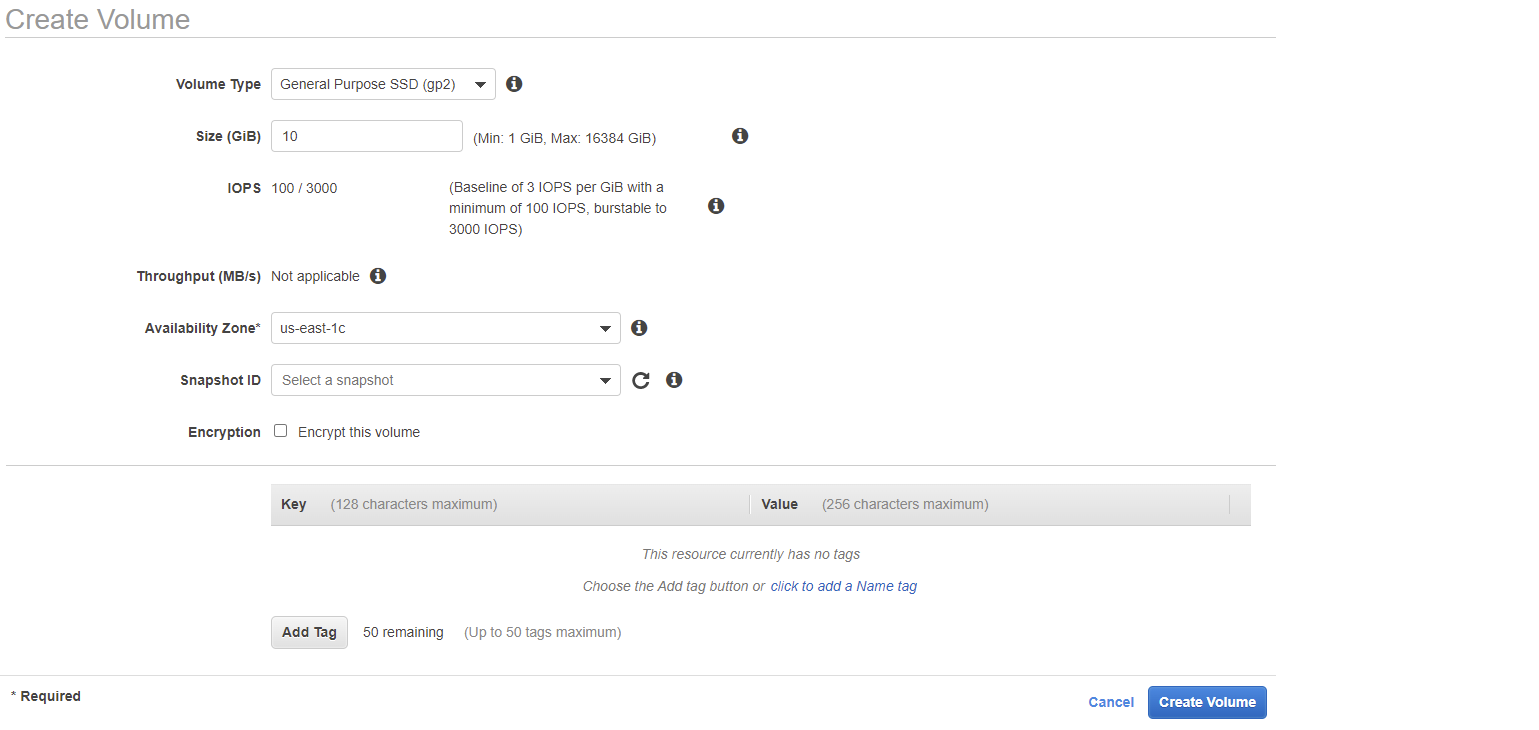 Create Volume
Volume Type General Purpose SSD (gp2)
Size (GiB) 10 (Min: 1 GiB, Max: 16384 GiB)
IOPS 100 / 3000 (Baseline of 3 IOPS per GiB with a
minimum of 100 IOPS, burstable to
3000 IOPS)
Throughput (MB/s) Not applicable
Availability Zone* us-east-1c
Snapshot ID Select a snapshot
Encryption Encrypt this volume
Key (128 characters maximum) Value (256 characters maximum)
This resource currently has no tags
Choose the Add tag button or click to add a Name tag
Add Tag 50 remaining (Up to 50 tags maximum)
* Required
Cancel Create Volume